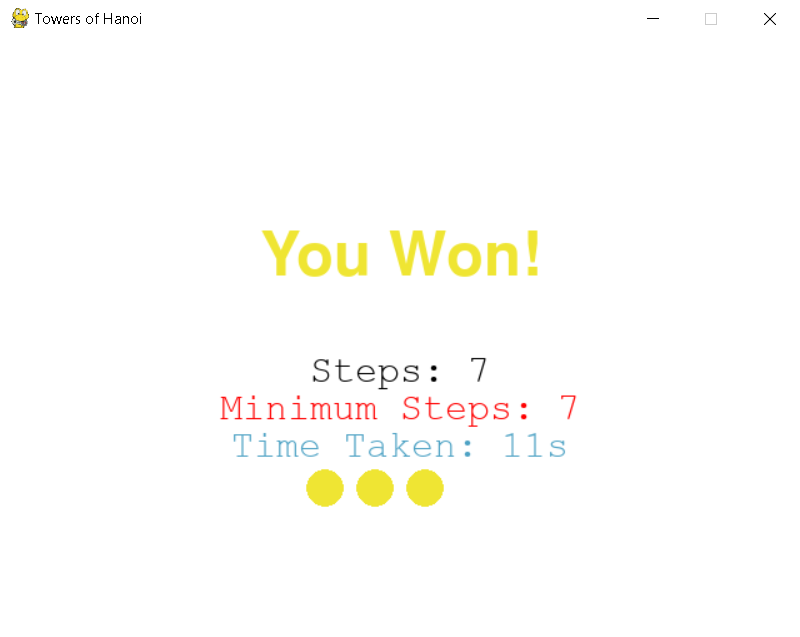 Towers of Hanoi
You Won!
Steps: 7
Minimum Steps: 7
Time Taken: 11s